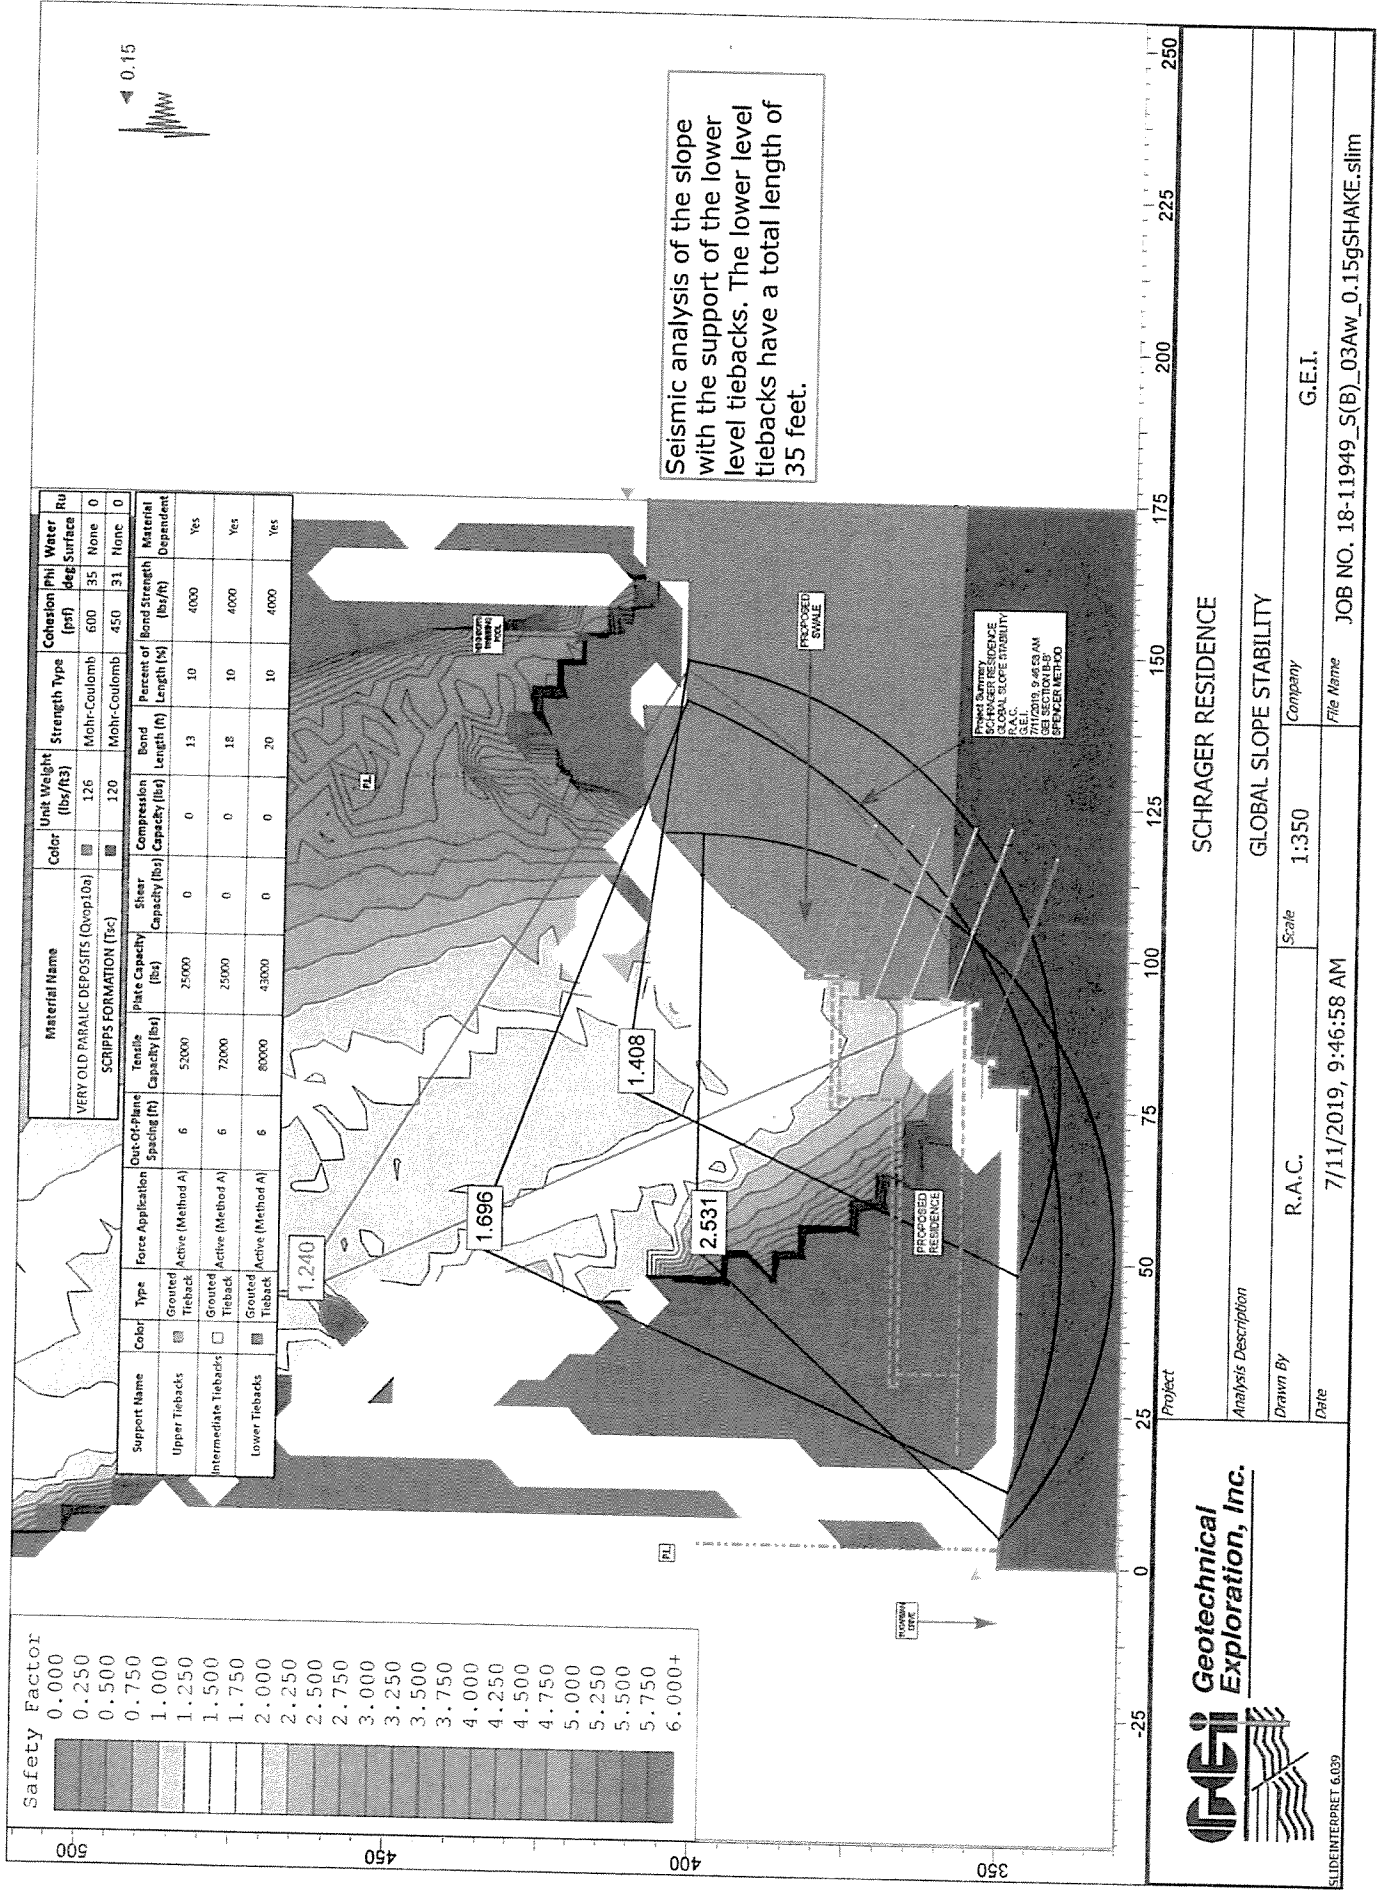 Safety Factor
0.000
0.250
0.500
0.750
1.000
1.250
1.500
1.750
2.000
2.250
2.500
2.750
3.000
3.250
3.500
3.750
4.000
4.250
4.500
4.750
5.000
5.250
5.500
5.750
6.000+
Material Name Color Unit Weight (lbs/ft3) Strength Type Cohesion (psf) Phi deg Water Surface Ru
VERY OLD PARALIC DEPOSITS (Qvop10a) 126 Mohr-Coulomb 600 35 None 0
SCRIPPS FORMATION (Tsc) 120 Mohr-Coulomb 450 31 None 0
Support Name Color Type Force Application Out-Of-Plane Spacing (ft) Tensile Capacity (lbs) Plate Capacity (lbs) Shear Capacity (lbs) Compression Capacity (lbs) Bond Length (ft) Percent of Length (%) Bond Strength (lbs/ft) Material Dependent
Upper Tiebacks Grouted Tieback Active (Method A) 6 52000 25000 0 0 13 10 4000 Yes
Intermediate Tiebacks Grouted Tieback Active (Method A) 6 72000 25000 0 0 18 10 4000 Yes
Lower Tiebacks Grouted Tieback Active (Method A) 6 80000 43000 0 0 20 10 4000 Yes
0.15
1.240
1.696
1.408
2.531
P.L.
P.L.
PROPOSED
SWALE
PROPOSED
RESIDENCE
Project Summary
SCHRAGER RESIDENCE
GLOBAL SLOPE STABILITY
R.A.C.
G.E.I.
7/11/2019, 9:46:58 AM
GEI SECTION B-B'
SPENCER METHOD
Seismic analysis of the slope
with the support of the lower
level tiebacks. The lower level
tiebacks have a total length of
35 feet.
500
450
400
350
-25 0 25 50 75 100 125 150 175 200 225 250
Geotechnical
Exploration, Inc.
SLIDEINTERPRET 6.039
Project
SCHRAGER RESIDENCE
Analysis Description
GLOBAL SLOPE STABILITY
Drawn By
R.A.C.
Scale
1:350
Company
G.E.I.
Date
7/11/2019, 9:46:58 AM
File Name
JOB NO. 18-11949_S(B)_03Aw_0.15gSHAKE.slim